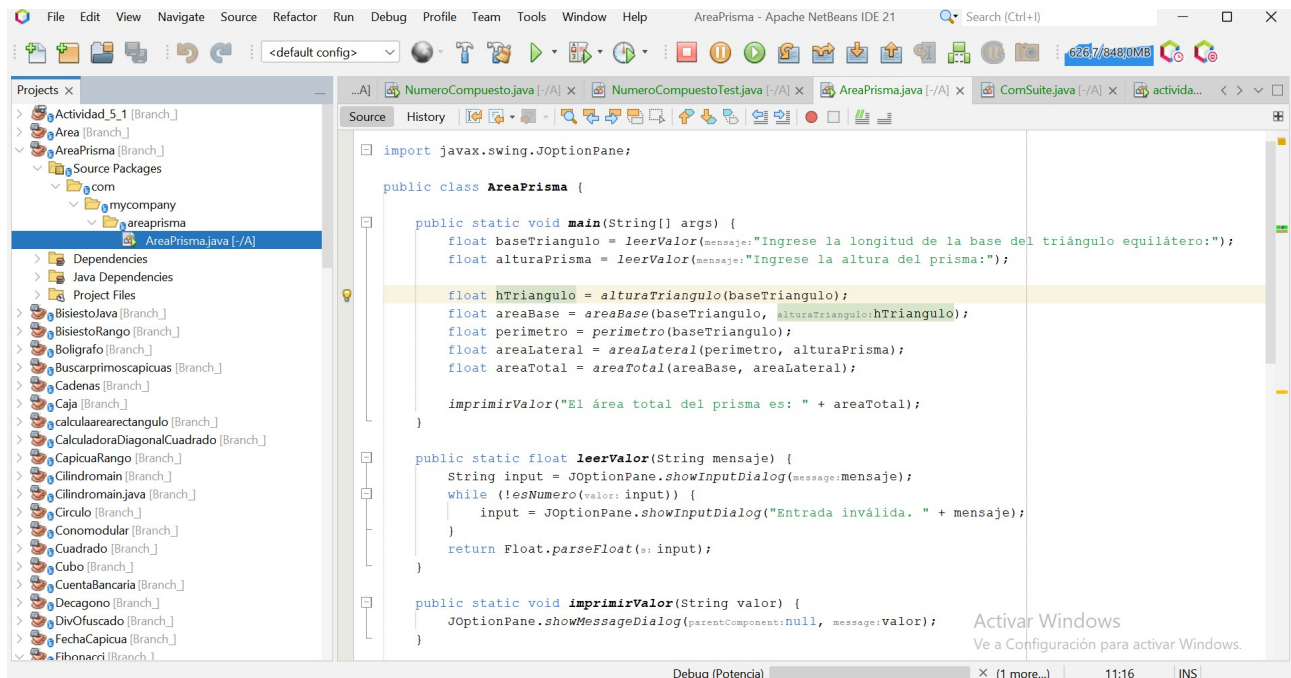 File Edit View Navigate Source Refactor Run Debug Profile Team Tools Window Help AreaPrisma - Apache NetBeans IDE 21 Search (Ctrl+I)
<default config> 626,7/848,0MB
Projects
Actividad_5_1 [Branch_]
Area [Branch_]
AreaPrisma [Branch_]
Source Packages
com
mycompany
areaprisma
AreaPrisma.java [-/A]
Dependencies
Java Dependencies
Project Files
BisiestoJava [Branch_]
BisiestoRango [Branch_]
Boligrafo [Branch_]
Buscarprimoscapicuas [Branch_]
Cadenas [Branch_]
Caja [Branch_]
calculaarearectangulo [Branch_]
CalculadoraDiagonalCuadrado [Branch_]
CapicuaRango [Branch_]
Cilindromain [Branch_]
Cilindromain.java [Branch_]
Circulo [Branch_]
Conomodular [Branch_]
Cuadrado [Branch_]
Cubo [Branch_]
CuentaBancaria [Branch_]
Decagono [Branch_]
DivOfuscado [Branch_]
FechaCapicua [Branch_]
Fibonacci [Branch_]
...A] NumeroCompuesto.java [-/A] NumeroCompuestoTest.java [-/A] AreaPrisma.java [-/A] ComSuite.java [-/A] activida...
Source History
import javax.swing.JOptionPane;
public class AreaPrisma {
public static void main(String[] args) {
float baseTriangulo = leerValor(mensaje:"Ingrese la longitud de la base del triángulo equilátero:");
float alturaPrisma = leerValor(mensaje:"Ingrese la altura del prisma:");
float hTriangulo = alturaTriangulo(baseTriangulo);
float areaBase = areaBase(baseTriangulo, alturaTriangulo:hTriangulo);
float perimetro = perimetro(baseTriangulo);
float areaLateral = areaLateral(perimetro, alturaPrisma);
float areaTotal = areaTotal(areaBase, areaLateral);
imprimirValor("El área total del prisma es: " + areaTotal);
}
public static float leerValor(String mensaje) {
String input = JOptionPane.showInputDialog(message:mensaje);
while (!esNumero(valor: input)) {
input = JOptionPane.showInputDialog("Entrada inválida. " + mensaje);
}
return Float.parseFloat(s: input);
}
public static void imprimirValor(String valor) {
JOptionPane.showMessageDialog(parentComponent:null, message:valor);
}
Activar Windows
Ve a Configuración para activar Windows.
Debug (Potencia) (1 more...) 11:16 INS